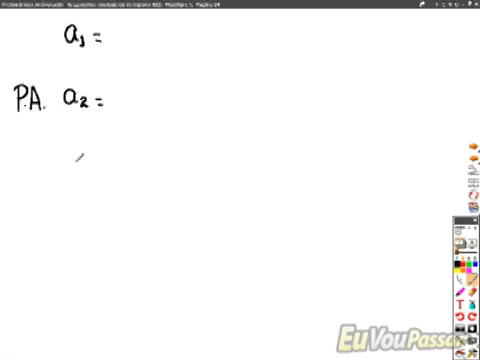 a₁ =
P.A. a₂ =
EuVouPassar